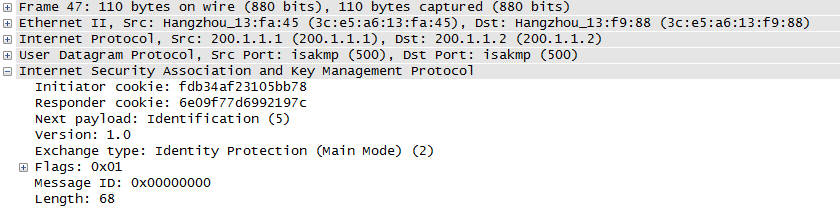 Frame 47: 110 bytes on wire (880 bits), 110 bytes captured (880 bits)
Ethernet II, Src: Hangzhou_13:fa:45 (3c:e5:a6:13:fa:45), Dst: Hangzhou_13:f9:88 (3c:e5:a6:13:f9:88)
Internet Protocol, Src: 200.1.1.1 (200.1.1.1), Dst: 200.1.1.2 (200.1.1.2)
User Datagram Protocol, Src Port: isakmp (500), Dst Port: isakmp (500)
Internet Security Association and Key Management Protocol
Initiator cookie: fdb34af23105bb78
Responder cookie: 6e09f77d6992197c
Next payload: Identification (5)
Version: 1.0
Exchange type: Identity Protection (Main Mode) (2)
Flags: 0x01
Message ID: 0x00000000
Length: 68